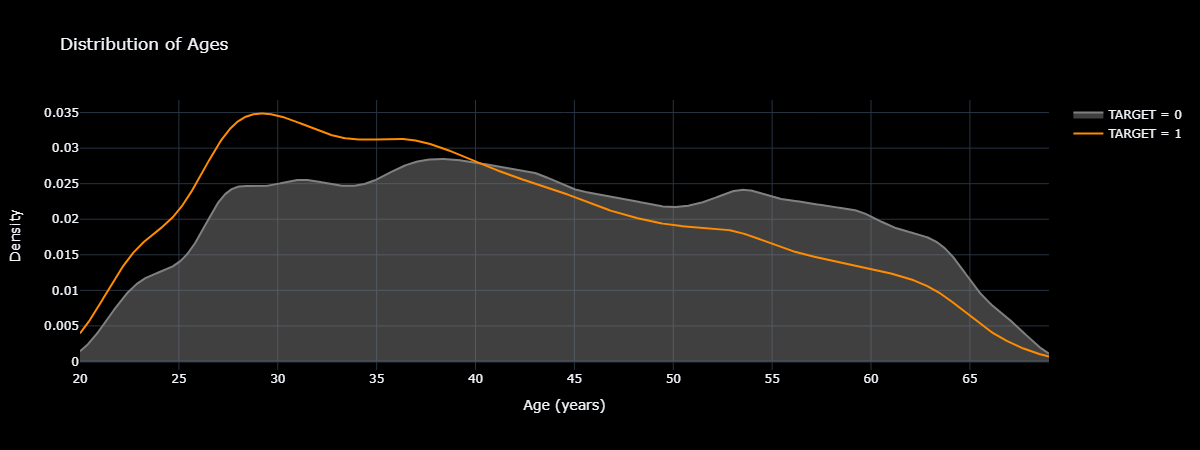 Distribution of Ages
TARGET = 0
TARGET = 1
Density
0.035
0.03
0.025
0.02
0.015
0.01
0.005
0
20 25 30 35 40 45 50 55 60 65
Age (years)